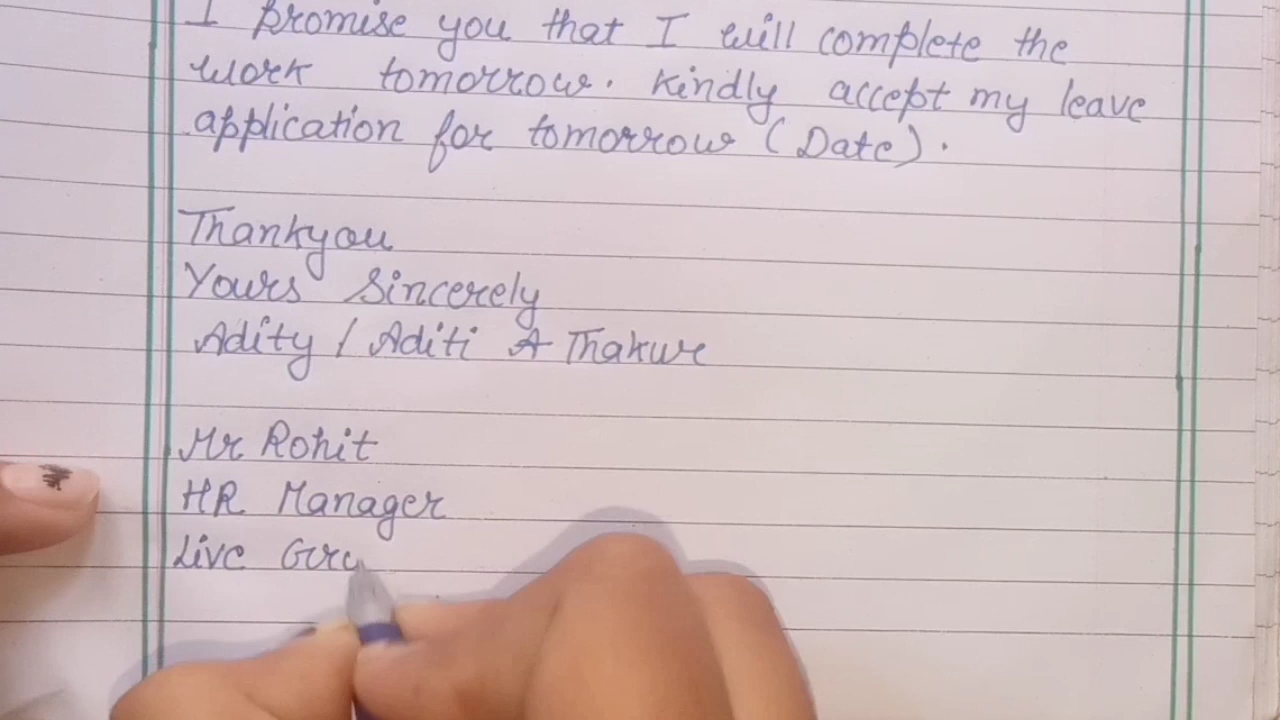 I promise you that I will complete the
work tomorrow. Kindly accept my leave
application for tomorrow (Date).
Thankyou
Yours Sincerely
Adity / Aditi A Thakur
Mr Rohit
HR Manager
Live